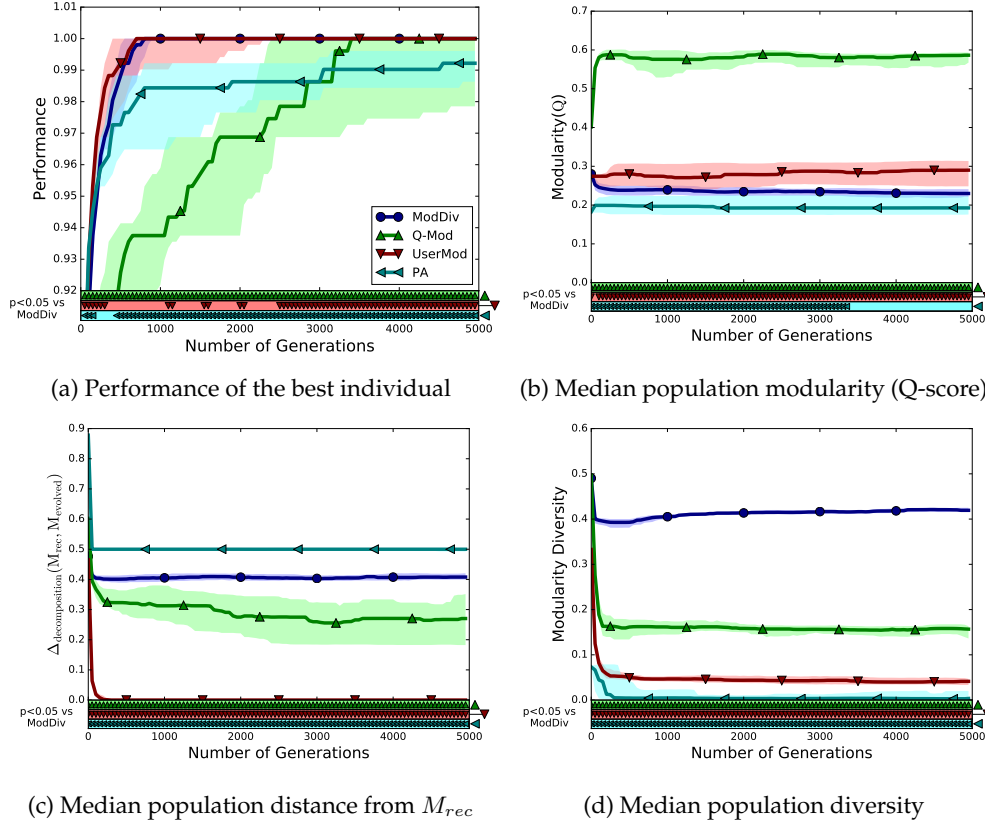 1.01
1.00
0.99
0.98
0.97
0.96
0.95
0.94
0.93
0.92
Performance
ModDiv
Q-Mod
UserMod
PA
p<0.05 vs
ModDiv
0 1000 2000 3000 4000 5000
Number of Generations
(a) Performance of the best individual
0.7
0.6
0.5
0.4
0.3
0.2
0.1
0.0
Modularity(Q)
p<0.05 vs
ModDiv
0 1000 2000 3000 4000 5000
Number of Generations
(b) Median population modularity (Q-score)
0.9
0.8
0.7
0.6
0.5
0.4
0.3
0.2
0.1
0.0
Δdecomposition(Mrec, Mevolved)
p<0.05 vs
ModDiv
0 1000 2000 3000 4000 5000
Number of Generations
(c) Median population distance from Mrec
0.6
0.5
0.4
0.3
0.2
0.1
0.0
Modularity Diversity
p<0.05 vs
ModDiv
0 1000 2000 3000 4000 5000
Number of Generations
(d) Median population diversity